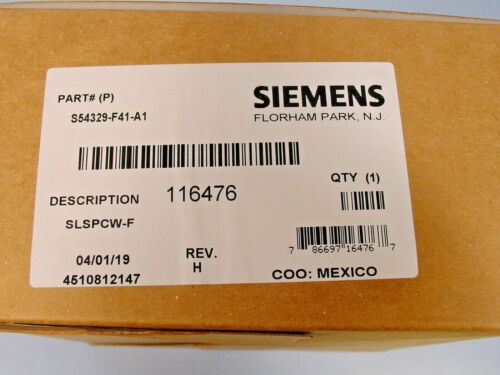 PART# (P)
S54329-F41-A1
SIEMENS
FLORHAM PARK, N.J.
DESCRIPTION 116476
SLSPCW-F
QTY (1)
7 86697 16476 7
04/01/19
4510812147
REV.
H
COO: MEXICO